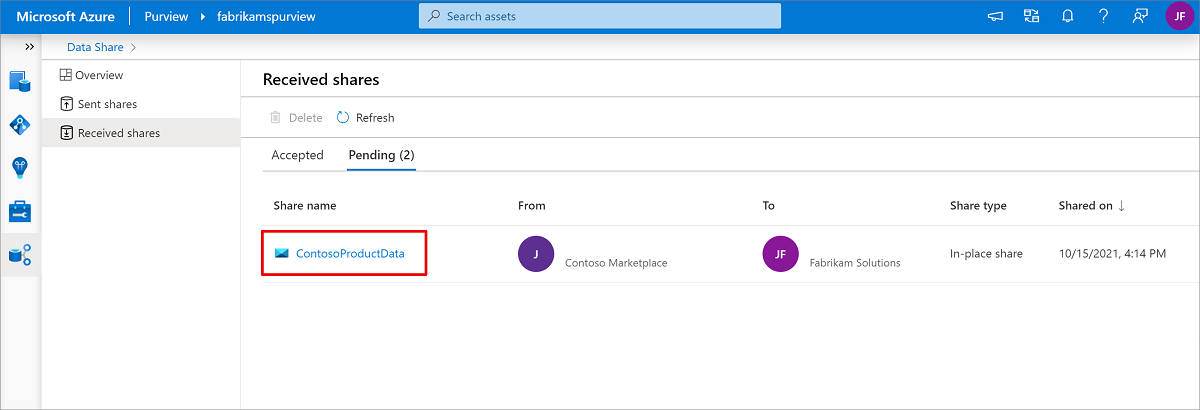 Microsoft Azure Purview fabrikamspurview Search assets JF
Data Share
Overview
Sent shares
Received shares
Received shares
Delete Refresh
Accepted Pending (2)
Share name From To Share type Shared on ↓
ContosoProductData J Contoso Marketplace JF Fabrikam Solutions In-place share 10/15/2021, 4:14 PM